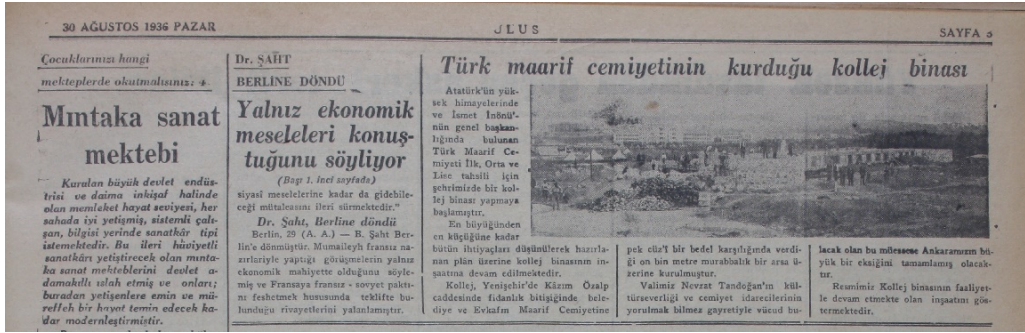 30 AĞUSTOS 1936 PAZAR
ULUS
SAYFA 5
Çocuklarınızı hangi
mekteplerde okutmalısınız: 4
Mıntaka sanat
mektebi
Kurulan büyük devlet endüs-
trisi ve daima inkişaf halinde
olan memleket hayat seviyesi, her
sahada iyi yetişmiş, sistemli çalı-
şan, bilgisi yerinde sanatkâr tipi
istemektedir. Bu ileri hüviyetli
sanatkârı yetiştirecek olan mınta-
ka sanat mekteblerini devlet a-
damakıllı ıslah etmiş ve onları;
buradan yetişenlere emin ve mü-
reffeh bir hayat temin edecek ka-
dar modernleştirmiştir.
Dr. ŞAHT
BERLİNE DÖNDÜ
Yalnız ekonomik
meseleleri konuş-
tuğunu söyliyor
(Başı 1. inci sayfada)
siyasî meselelerine kadar da gidebile-
ceği mütaleasını ileri sürmektedir."
Dr. Şaht, Berline döndü
Berlin, 29 (A. A.) — B. Şaht Ber-
lin'e dönmüştür. Mumaileyh fransız na-
zırlariyle yaptığı görüşmelerin yalnız
ekonomik mahiyette olduğunu söyle-
miş ve Fransaya fransız - sovyet paktı-
nı feshetmek hususunda teklifte bu-
lunduğu rivayetlerini yalanlamıştır.
Türk maarif cemiyetinin kurduğu kollej binası
Atatürk'ün yük-
sek himayelerinde
ve İsmet İnönü'-
nün genel başkan-
lığında bulunan
Türk Maarif Ce-
miyeti İlk, Orta ve
Lise tahsili için
şehrimizde bir kol-
lej binası yapmaya
başlamıştır.
En büyüğünden
en küçüğüne kadar
bütün ihtiyaçları düşünülerek hazırla-
nan plân üzerine kollej binasının in-
şaatına devam edilmektedir.
Kollej, Yenişehir'de Kâzım Özalp
caddesinde fidanlık bitişiğinde bele-
diye ve Evkafın Maarif Cemiyetine
pek cüz'î bir bedel karşılığında verdi-
ği on bin metre murabbalık bir arsa ü-
zerine kurulmuştur.
Valimiz Nevzat Tandoğan'ın kül-
türseverliği ve cemiyet idarecilerinin
yorulmak bilmez gayretiyle vücud bu-
lacak olan bu müessese Ankaramızın bü-
yük bir eksiğini tamamlamış olacak-
tır.
Resmimiz Kollej binasının faaliyet-
le devam etmekte olan inşaatını gös-
termektedir.